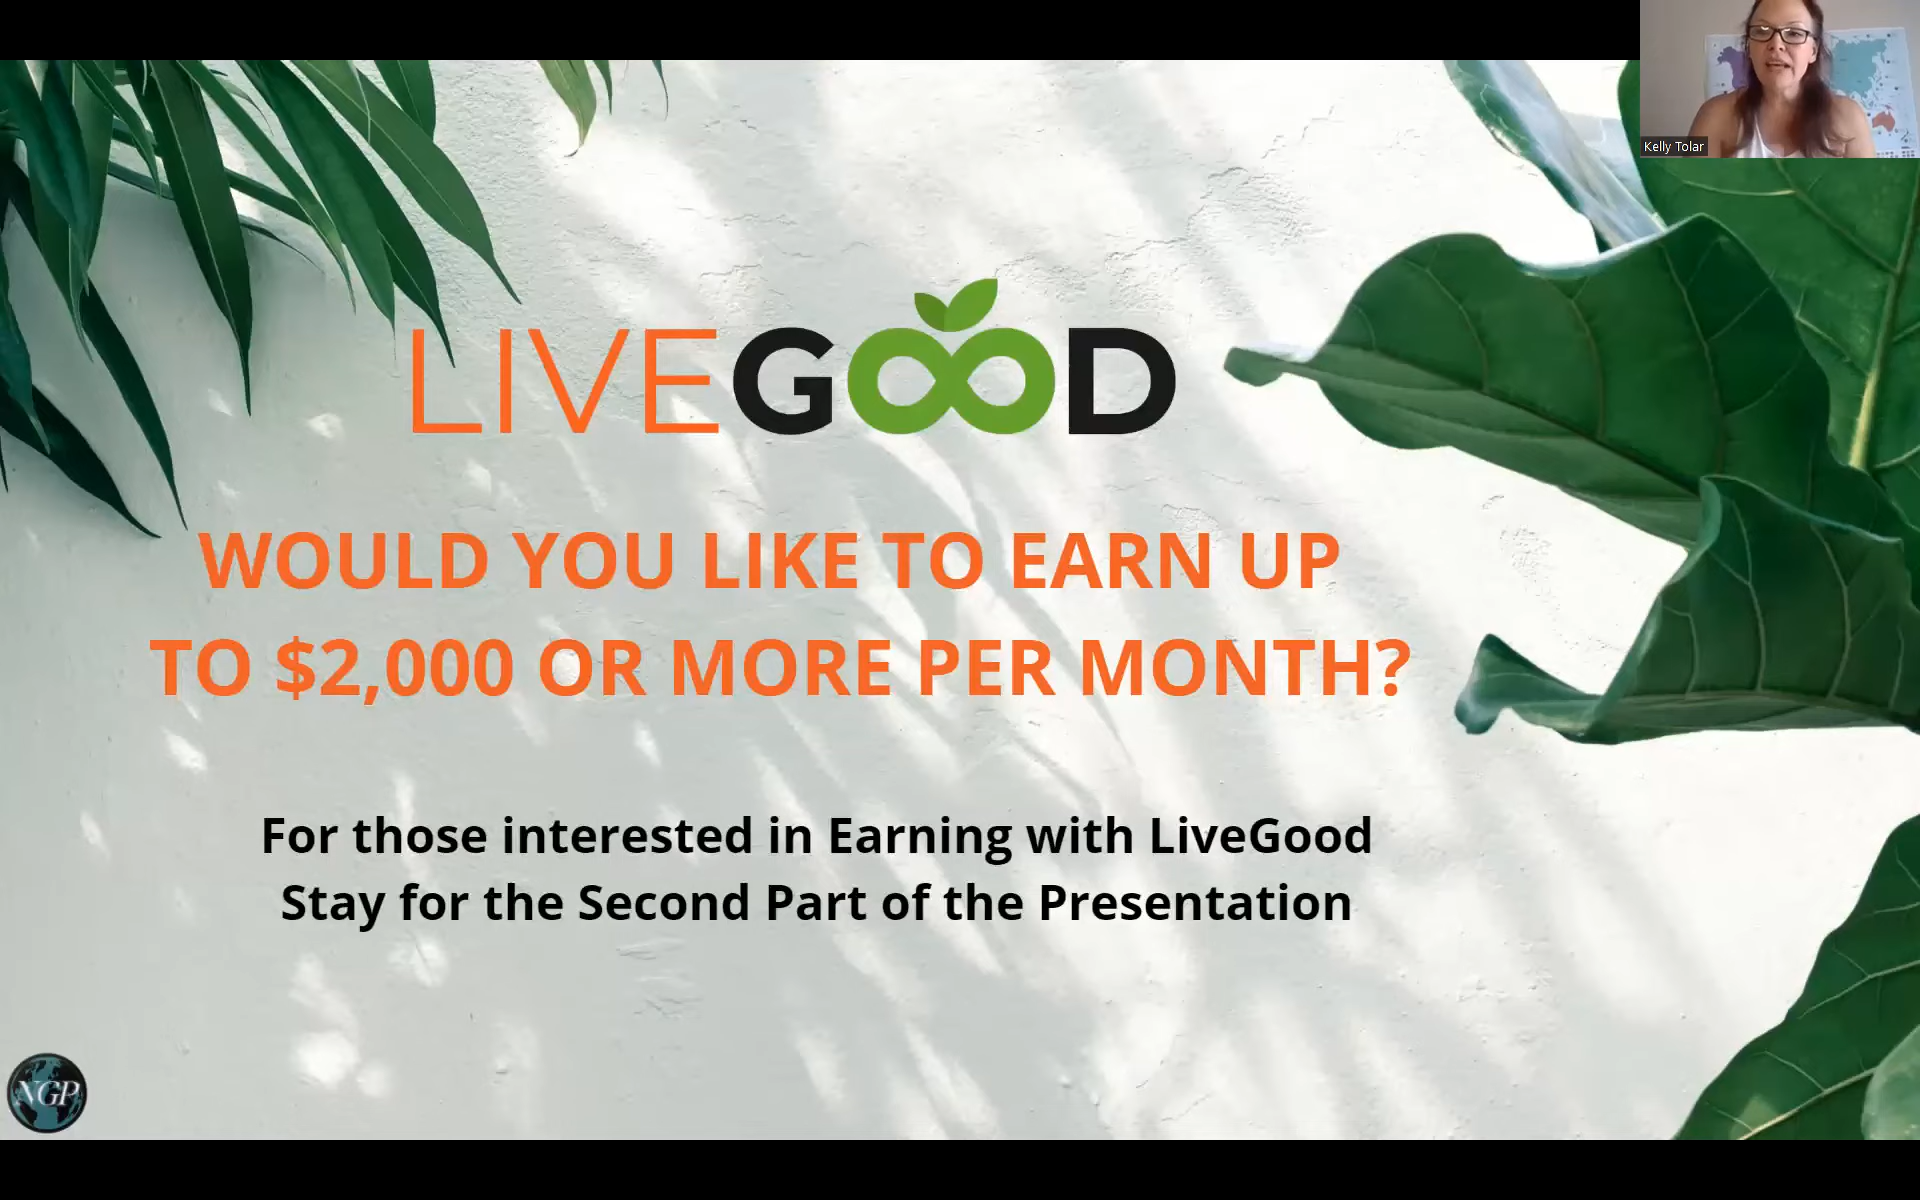 Kelly Tolar
LIVEGOOD
WOULD YOU LIKE TO EARN UP
TO $2,000 OR MORE PER MONTH?
For those interested in Earning with LiveGood
Stay for the Second Part of the Presentation
NGP